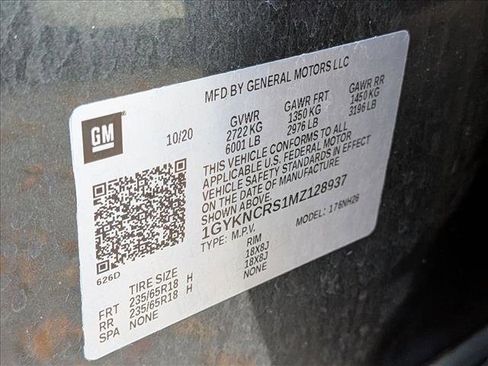 MFD BY GENERAL MOTORS LLC
GM
10/20
GVWR GAWR FRT GAWR RR
2722 KG 1350 KG 1450 KG
6001 LB 2976 LB 3196 LB
THIS VEHICLE CONFORMS TO ALL
APPLICABLE U.S. FEDERAL MOTOR
VEHICLE SAFETY STANDARDS IN EFFECT
ON THE DATE OF MANUFACTURE
1GYKNCRS1MZ128937
TYPE: M.P.V. MODEL: 178NH26
626D
TIRE SIZE RIM
FRT 235/65R18 H 18X8J
RR 235/65R18 H 18X8J
SPA NONE NONE